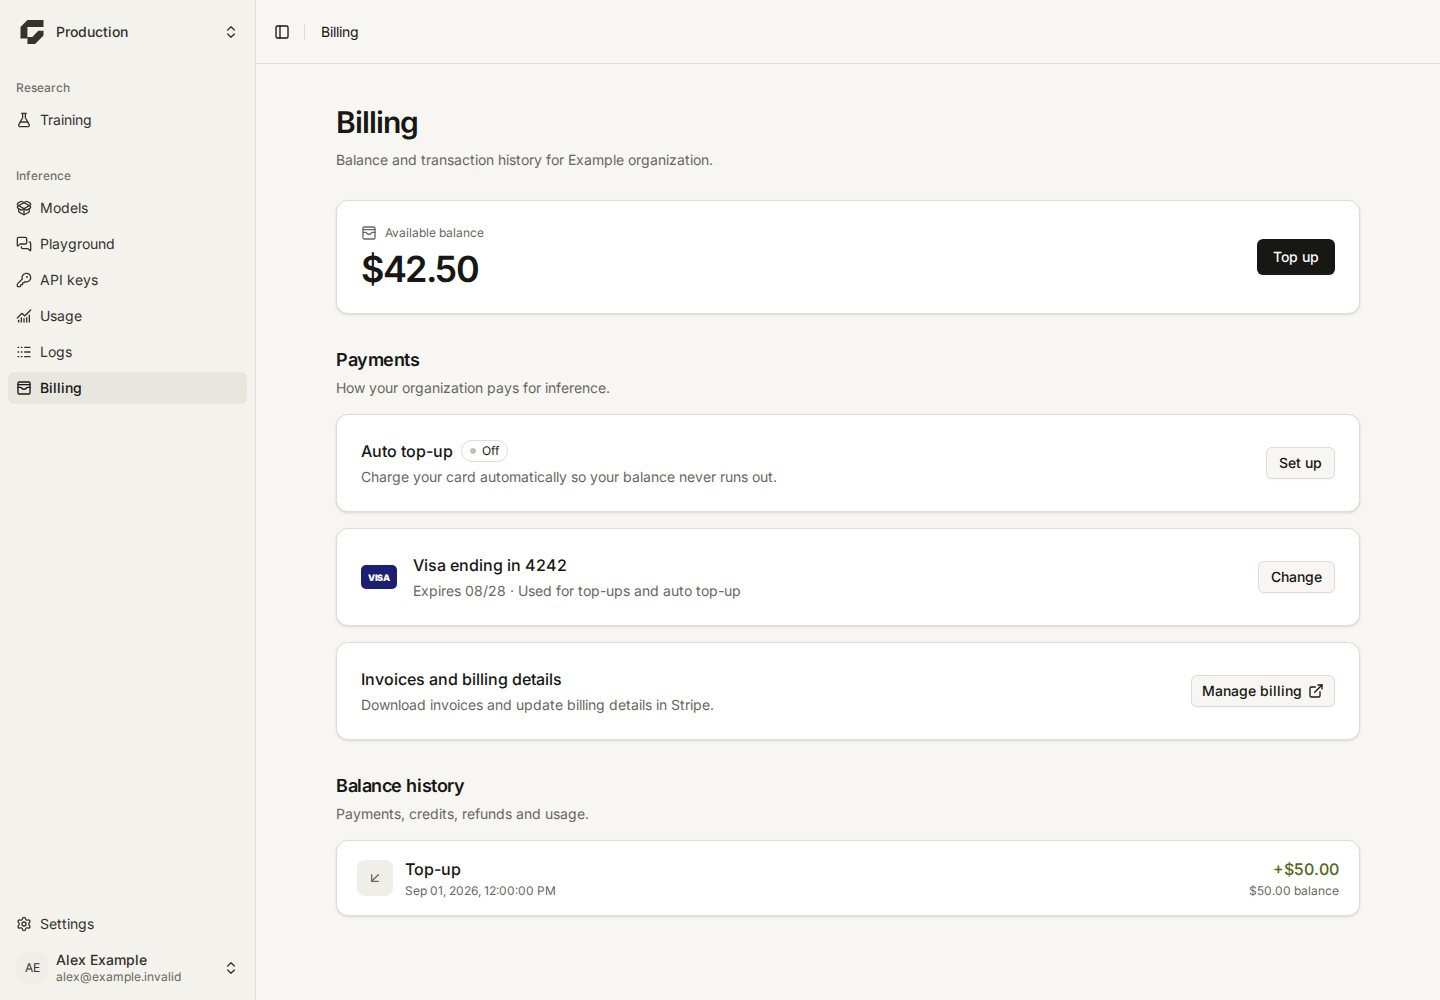 Production
Billing
Research
Training
Inference
Models
Playground
API keys
Usage
Logs
Billing
Settings
AE
Alex Example
alex@example.invalid
Billing
Balance and transaction history for Example organization.
Available balance
$42.50
Top up
Payments
How your organization pays for inference.
Auto top-up
Off
Charge your card automatically so your balance never runs out.
Set up
VISA
Visa ending in 4242
Expires 08/28 · Used for top-ups and auto top-up
Change
Invoices and billing details
Download invoices and update billing details in Stripe.
Manage billing
Balance history
Payments, credits, refunds and usage.
Top-up
+$50.00
Sep 01, 2026, 12:00:00 PM
$50.00 balance